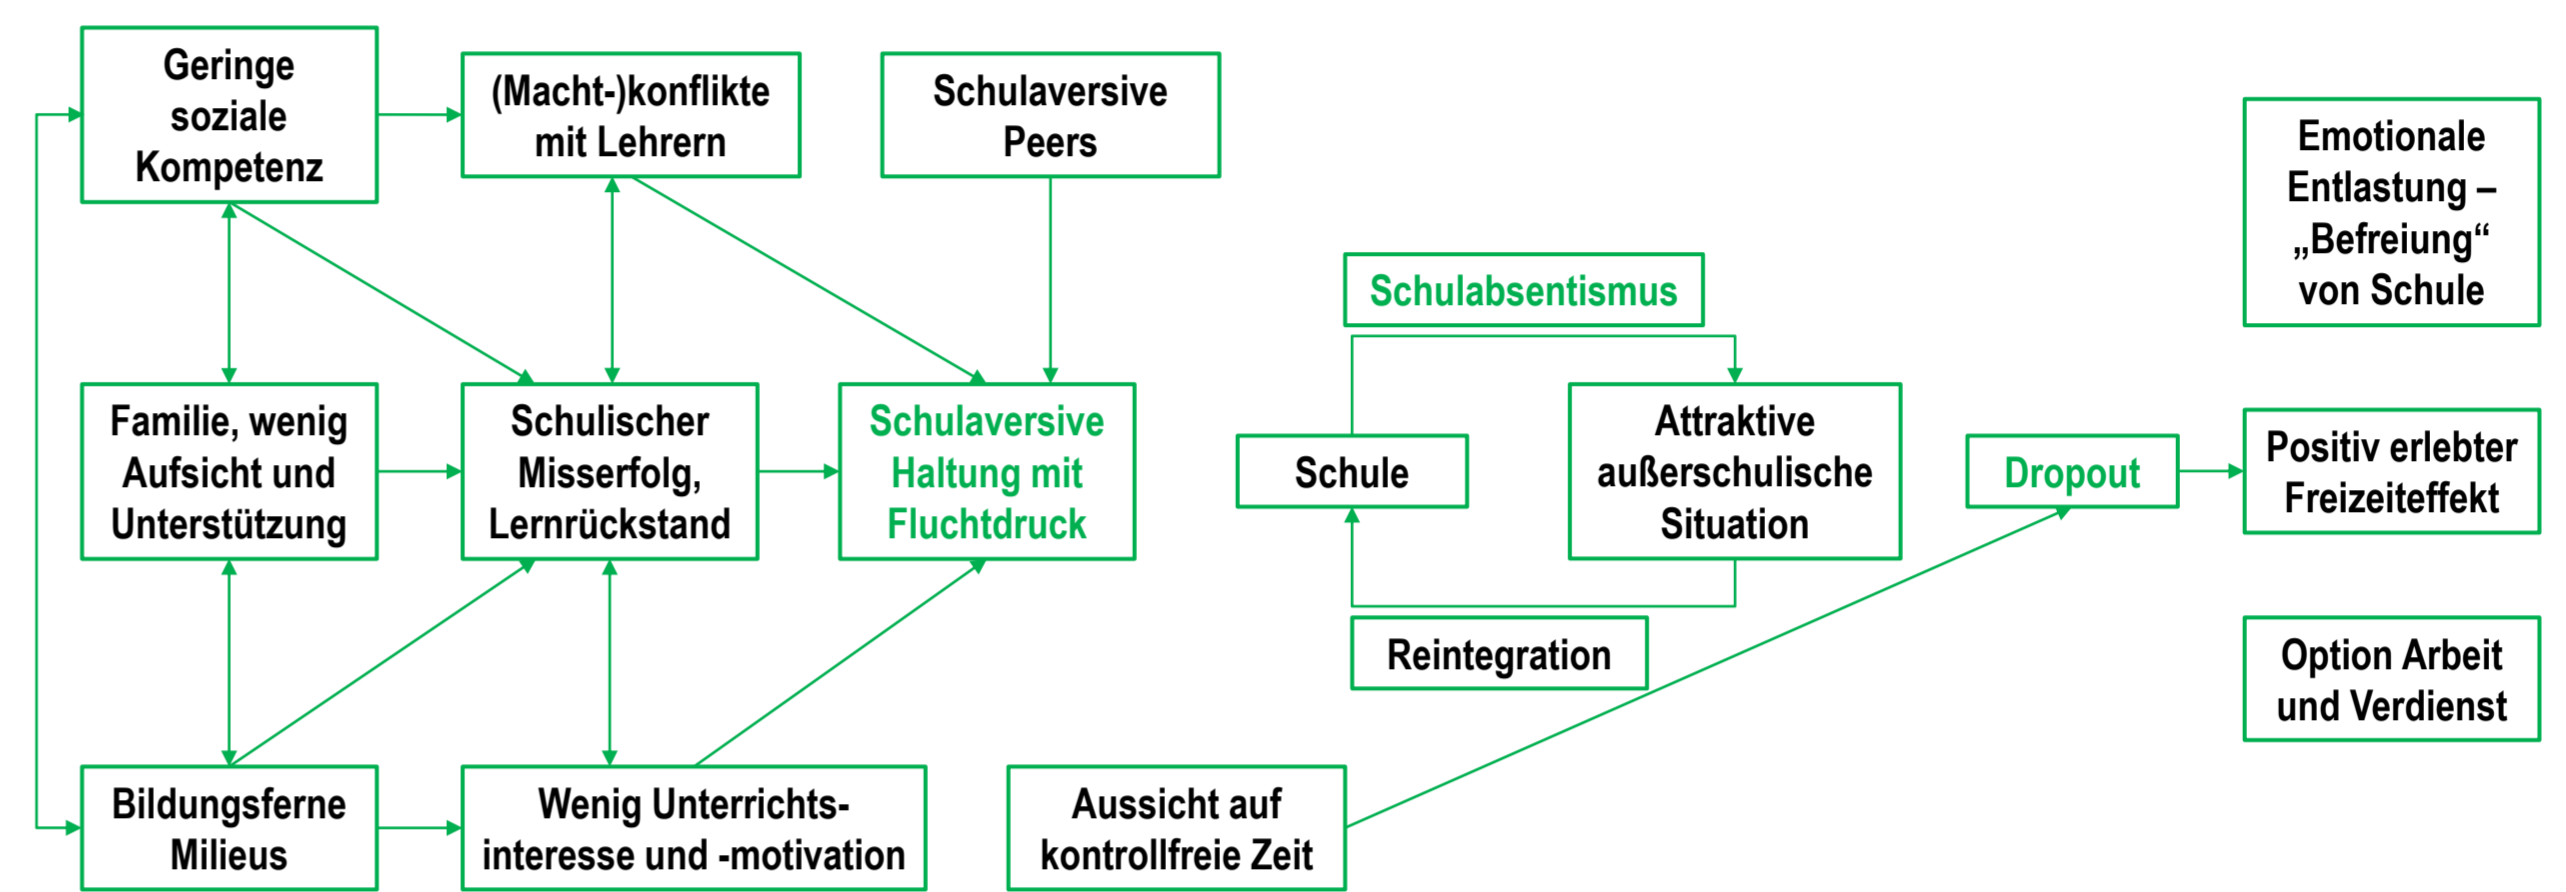 Geringe
soziale
Kompetenz
(Macht-)konflikte
mit Lehrern
Schulaversive
Peers
Emotionale
Entlastung –
„Befreiung“
von Schule
Schulabsentismus
Familie, wenig
Aufsicht und
Unterstützung
Schulischer
Misserfolg,
Lernrückstand
Schulaversive
Haltung mit
Fluchtdruck
Schule
Attraktive
außerschulische
Situation
Dropout
Positiv erlebter
Freizeiteffekt
Reintegration
Option Arbeit
und Verdienst
Bildungsferne
Milieus
Wenig Unterrichts-
interesse und -motivation
Aussicht auf
kontrollfreie Zeit